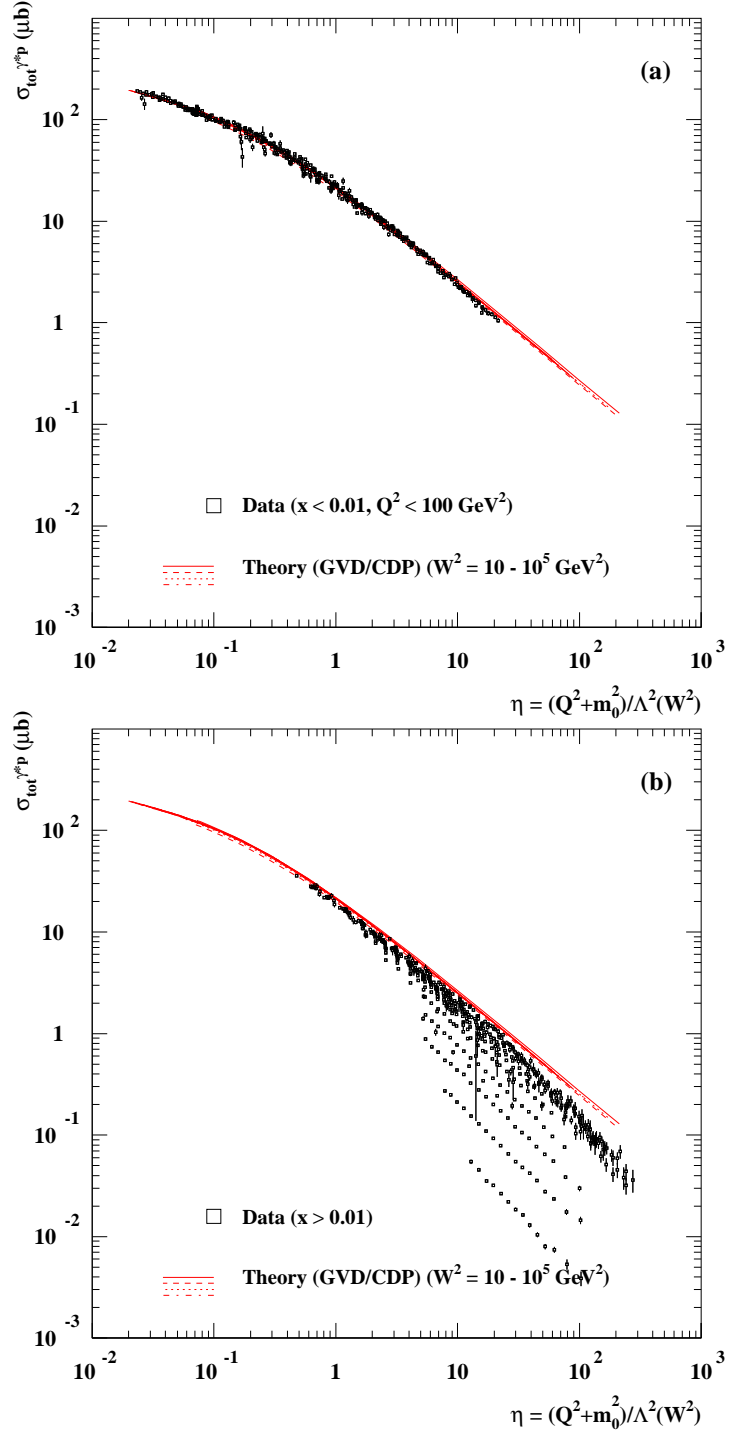 σ_tot^γ*p (μb)
(a)
10^2
10
1
10^-1
10^-2
10^-3
Data (x < 0.01, Q^2 < 100 GeV^2)
Theory (GVD/CDP) (W^2 = 10 - 10^5 GeV^2)
10^-2 10^-1 1 10 10^2 10^3
η = (Q^2+m_0^2)/Λ^2(W^2)
σ_tot^γ*p (μb)
(b)
10^2
10
1
10^-1
10^-2
10^-3
Data (x > 0.01)
Theory (GVD/CDP) (W^2 = 10 - 10^5 GeV^2)
10^-2 10^-1 1 10 10^2 10^3
η = (Q^2+m_0^2)/Λ^2(W^2)